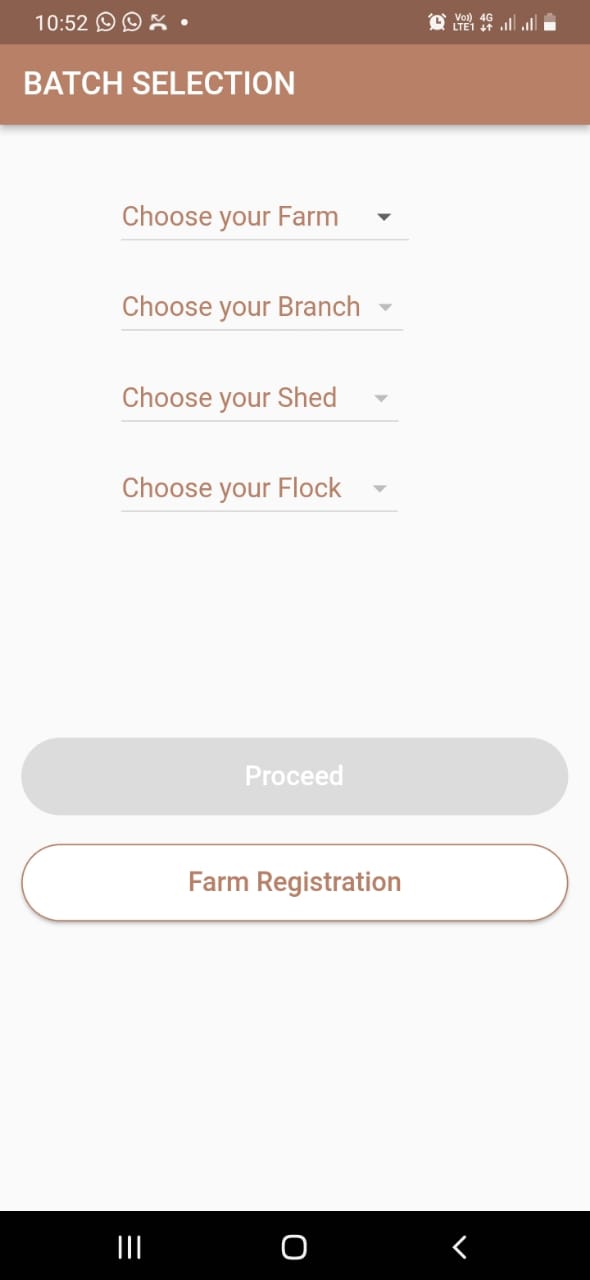 10:52
Vo)) 4G
LTE1
BATCH SELECTION
Choose your Farm
Choose your Branch
Choose your Shed
Choose your Flock
Proceed
Farm Registration